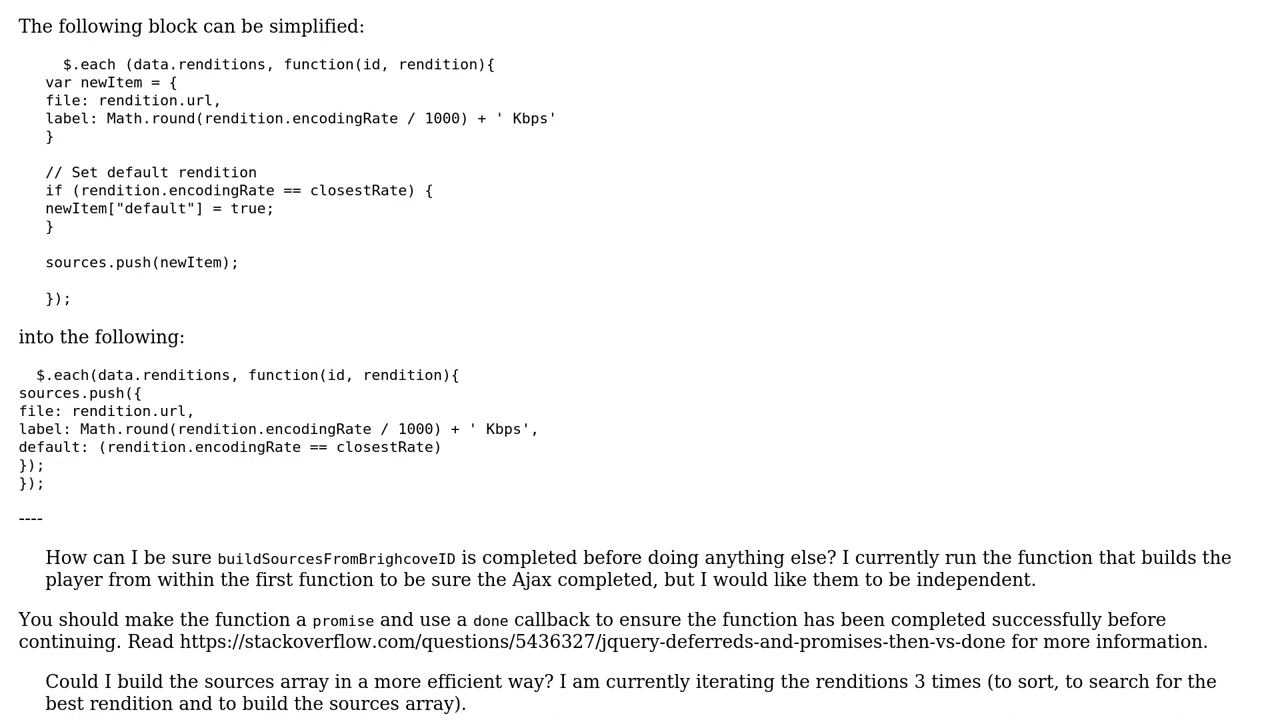 The following block can be simplified:
$.each (data.renditions, function(id, rendition){
var newItem = {
file: rendition.url,
label: Math.round(rendition.encodingRate / 1000) + ' Kbps'
}
// Set default rendition
if (rendition.encodingRate == closestRate) {
newItem["default"] = true;
}
sources.push(newItem);
});
into the following:
$.each(data.renditions, function(id, rendition){
sources.push({
file: rendition.url,
label: Math.round(rendition.encodingRate / 1000) + ' Kbps',
default: (rendition.encodingRate == closestRate)
});
});
----
How can I be sure buildSourcesFromBrighcoveID is completed before doing anything else? I currently run the function that builds the
player from within the first function to be sure the Ajax completed, but I would like them to be independent.
You should make the function a promise and use a done callback to ensure the function has been completed successfully before
continuing. Read https://stackoverflow.com/questions/5436327/jquery-deferreds-and-promises-then-vs-done for more information.
Could I build the sources array in a more efficient way? I am currently iterating the renditions 3 times (to sort, to search for the
best rendition and to build the sources array).